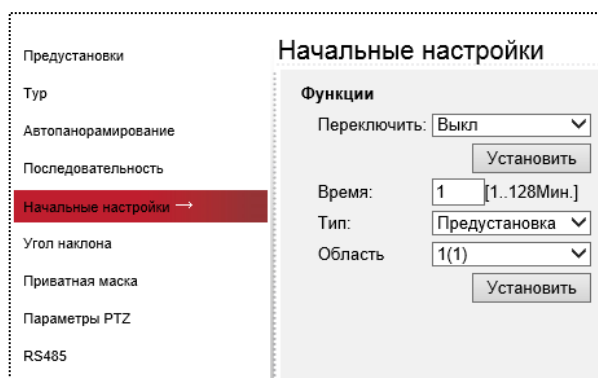 Предустановки
Тур
Автопанорамирование
Последовательность
Начальные настройки →
Угол наклона
Приватная маска
Параметры PTZ
RS485
Начальные настройки
Функции
Переключить: Выкл
Установить
Время: 1 [1..128Мин.]
Тип: Предустановка
Область 1(1)
Установить